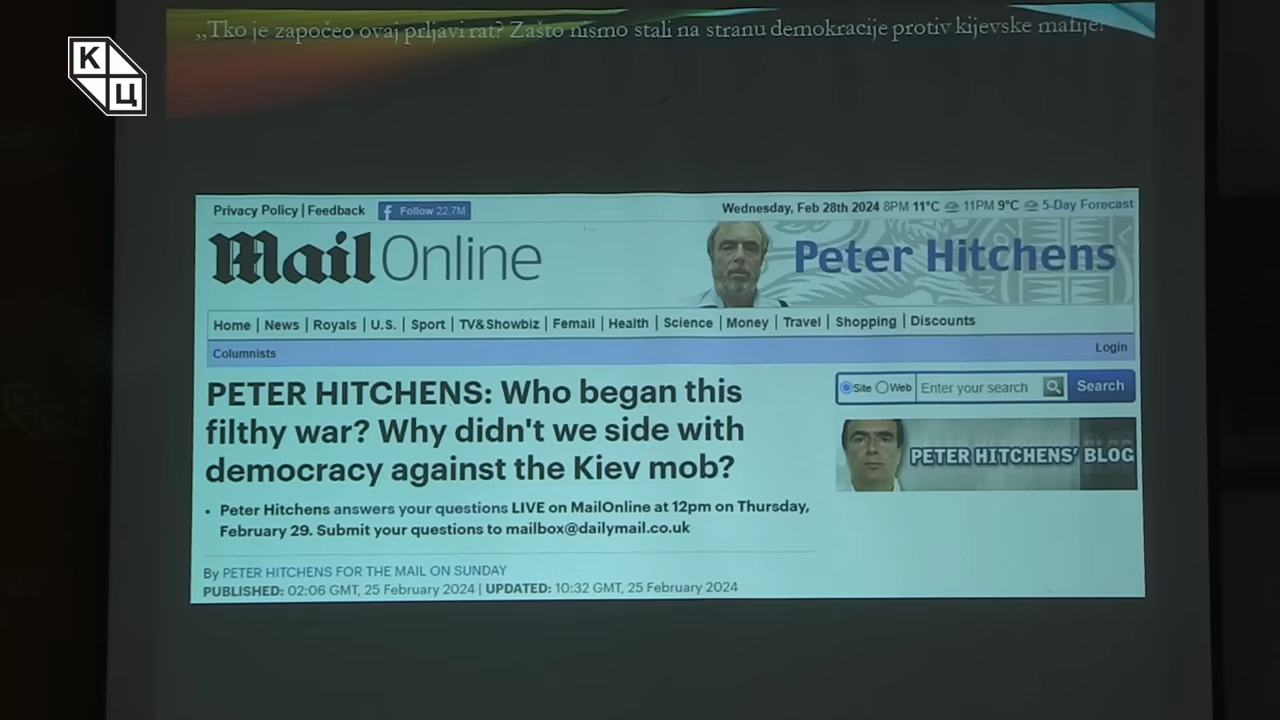 „Tko je započeo ovaj prljavi rat? Zašto nismo stali na stranu demokracije protiv kijevske mafije?
К
Ц
Privacy Policy | Feedback
Follow 22.7M
Wednesday, Feb 28th 2024 8PM 11°C 11PM 9°C 5-Day Forecast
Mail Online
Peter Hitchens
Home | News | Royals | U.S. | Sport | TV&Showbiz | Femail | Health | Science | Money | Travel | Shopping | Discounts
Columnists
Login
PETER HITCHENS: Who began this
filthy war? Why didn't we side with
democracy against the Kiev mob?
Site Web Enter your search Search
PETER HITCHENS' BLOG
• Peter Hitchens answers your questions LIVE on MailOnline at 12pm on Thursday,
February 29. Submit your questions to mailbox@dailymail.co.uk
By PETER HITCHENS FOR THE MAIL ON SUNDAY
PUBLISHED: 02:06 GMT, 25 February 2024 | UPDATED: 10:32 GMT, 25 February 2024